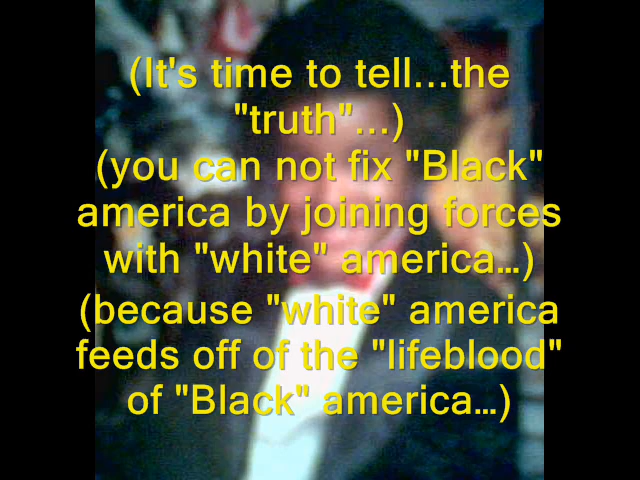 (It's time to tell...the
"truth"...)
(you can not fix "Black"
america by joining forces
with "white" america...)
(because "white" america
feeds off of the "lifeblood"
of "Black" america...)